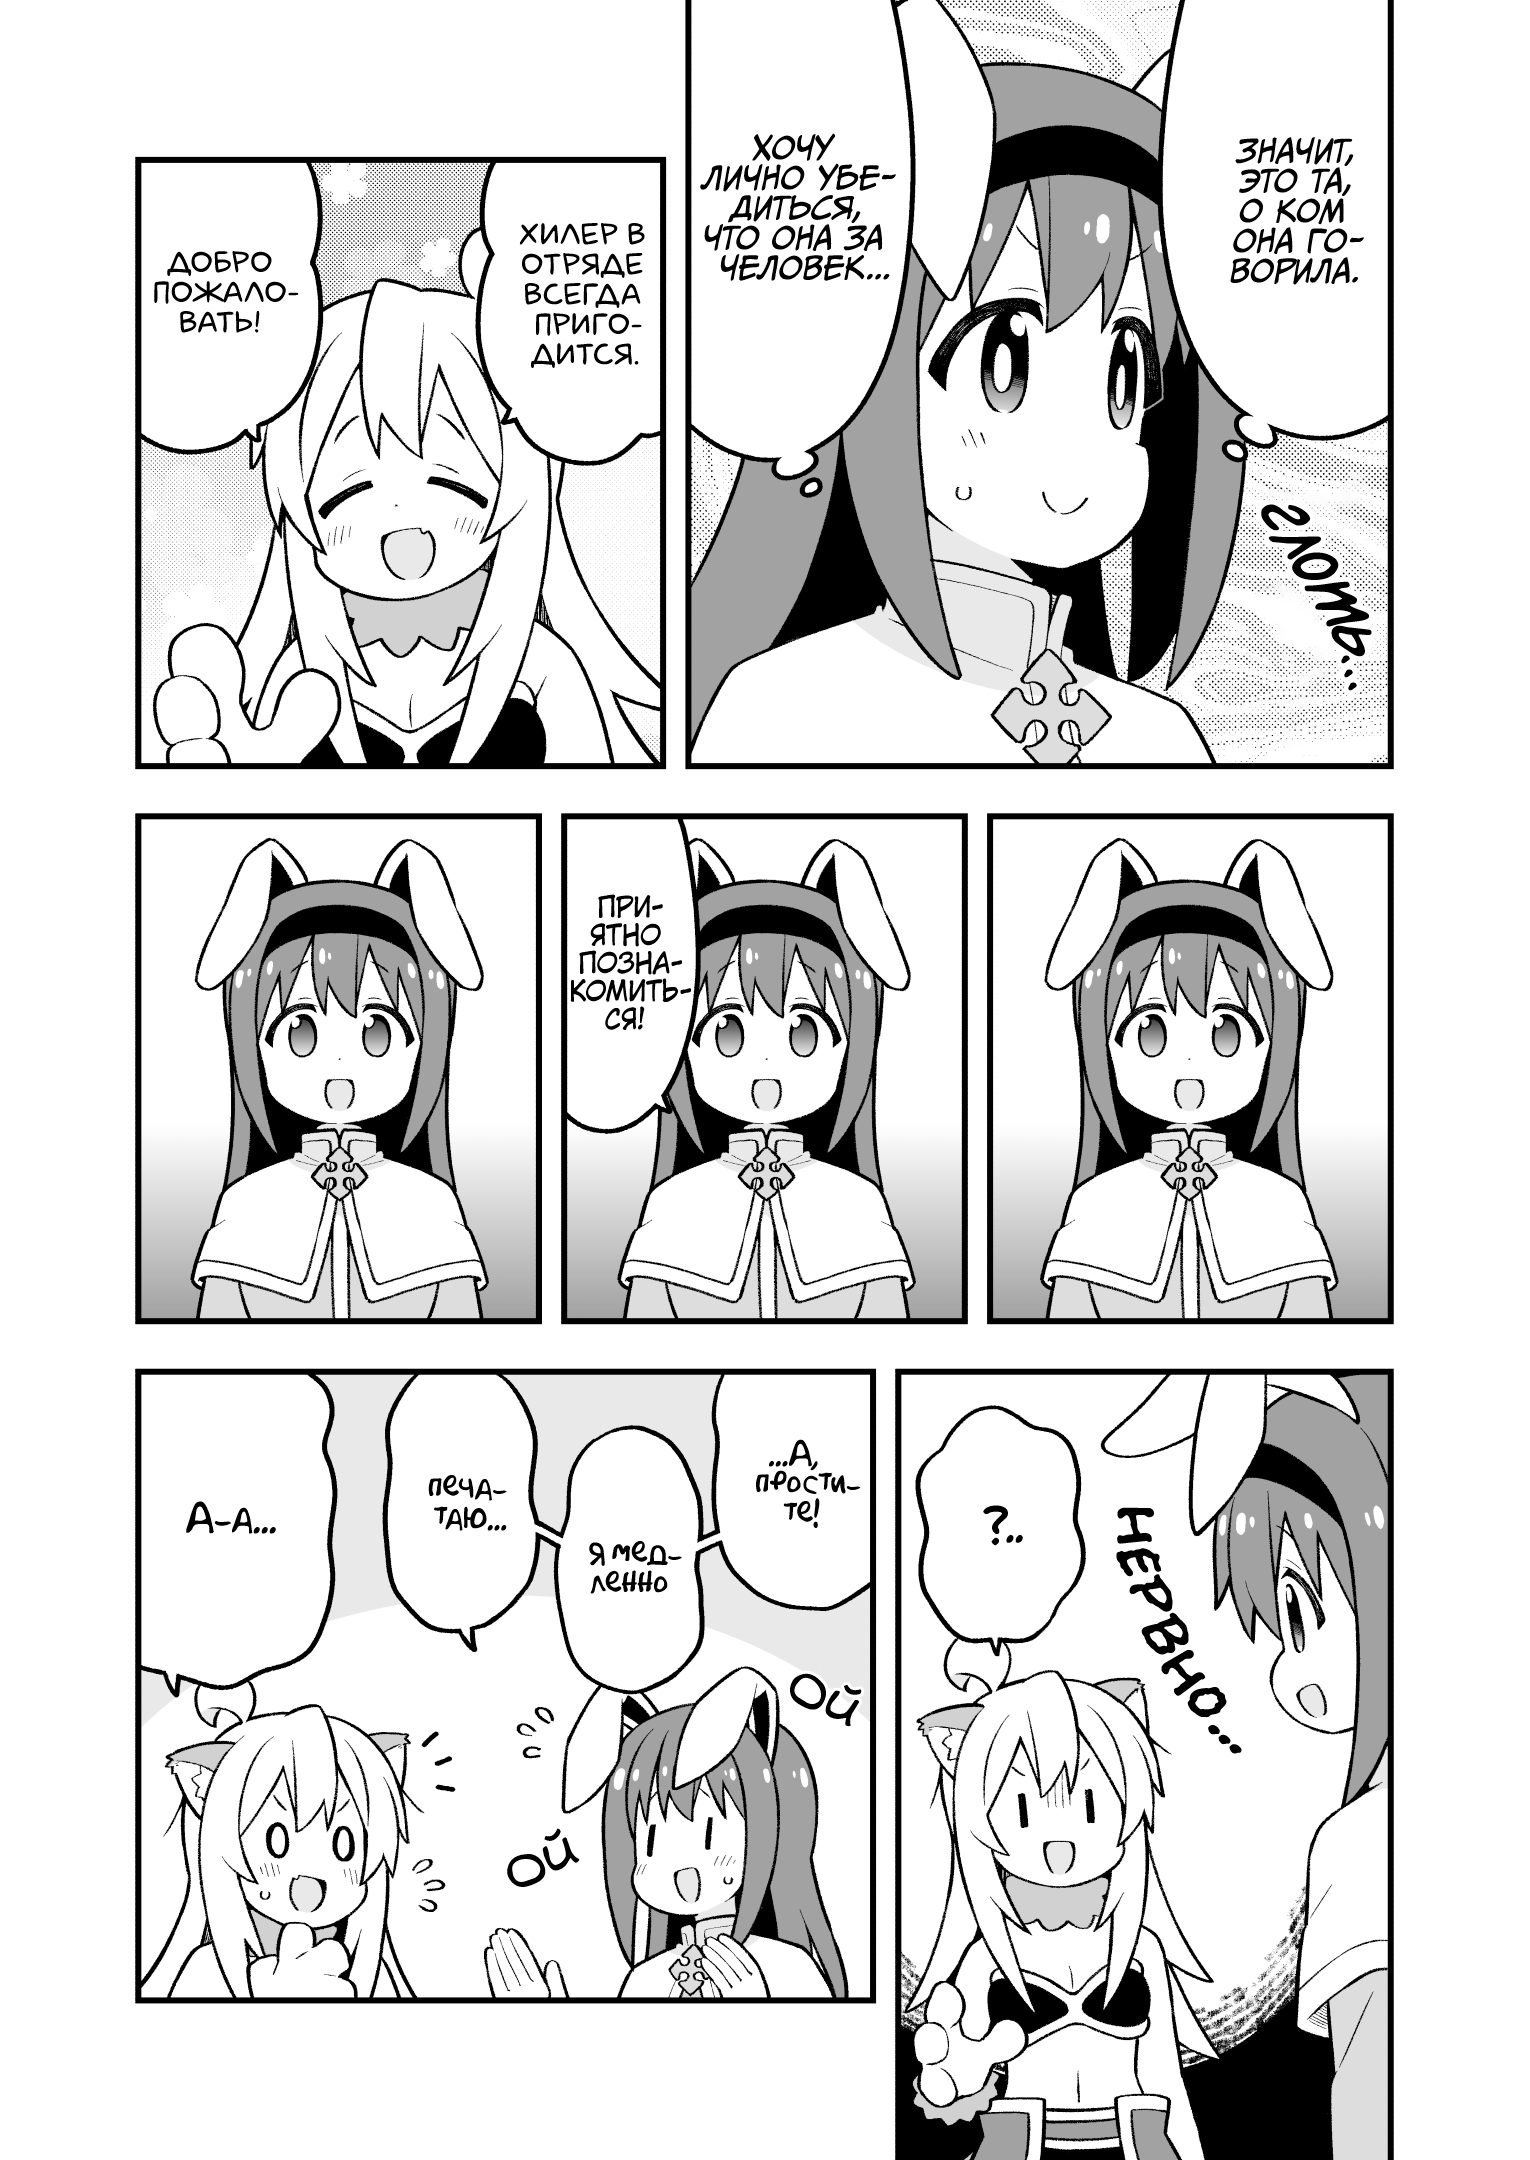 ЗНАЧИТ,
ЭТО ТА,
О КОМ
ОНА ГО-
ВОРИЛА.
ХОЧУ
ЛИЧНО УБЕ-
ДИТЬСЯ,
ЧТО ОНА ЗА
ЧЕЛОВЕК...
ГЛОТЬ...
ХИЛЕР В
ОТРЯДЕ
ВСЕГДА
ПРИГО-
ДИТСЯ.
ДОБРО
ПОЖАЛО-
ВАТЬ!
ПРИ-
ЯТНО
ПОЗНА-
КОМИТЬ-
СЯ!
НЕРВНО...
?..
...А,
ПРОСТИ-
ТЕ!
Я МЕД-
ЛЕННО
ПЕЧА-
ТАЮ...
ОЙ
ОЙ
А-А...